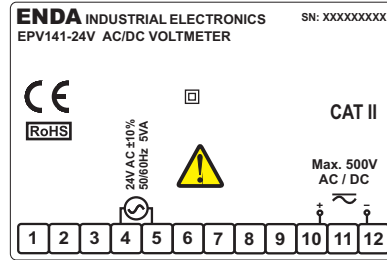 ENDA INDUSTRIAL ELECTRONICS SN: XXXXXXXXX
EPV141-24V AC/DC VOLTMETER
CE
RoHS
CAT II
24V AC ±10%
50/60Hz 5VA
Max. 500V
AC / DC
+ -
1 2 3 4 5 6 7 8 9 10 11 12